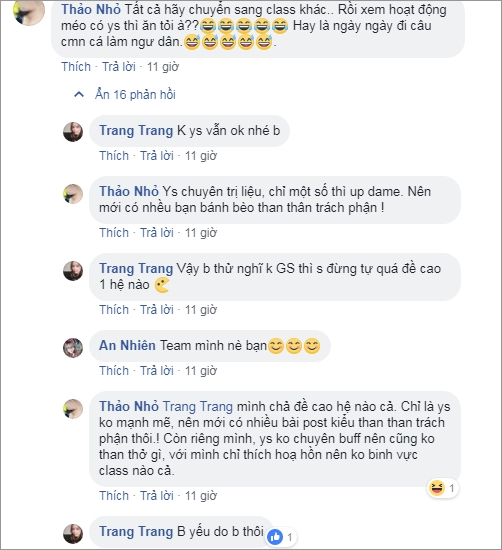 Thảo Nhỏ Tất cả hãy chuyển sang class khác.. Rồi xem hoạt động
méo có ys thì ăn tôi à??😂😂😂😂😂 Hay là ngày ngày đi câu
cmn cá làm ngư dân.😅😅😅😅😅.
Thích · Trả lời · 11 giờ
Ẩn 16 phản hồi
Trang Trang K ys vẫn ok nhé b
Thích · Trả lời · 11 giờ
Thảo Nhỏ Ys chuyên trị liệu, chỉ một số thì up dame. Nên
mới có nhều bạn bánh bèo than thân trách phận !
Thích · Trả lời · 11 giờ
Trang Trang Vậy b thử nghĩ k GS thì s đừng tự quá đề cao
1 hệ nào
Thích · Trả lời · 11 giờ
An Nhiên Team mình nè bạn😊😊😊
Thích · Trả lời · 11 giờ
Thảo Nhỏ Trang Trang mình chả đề cao hệ nào cả. Chỉ là ys
ko mạnh mẽ, nên mới có nhiều bài post kiểu than than trách
phận thôi.! Còn riêng mình, ys ko chuyên buff nên cũng ko
than thở gì, với mình chỉ thích hoạ hồn nên ko binh vực
class nào cả.
Thích · Trả lời · 11 giờ
1
Trang Trang B yếu do b thôi
1